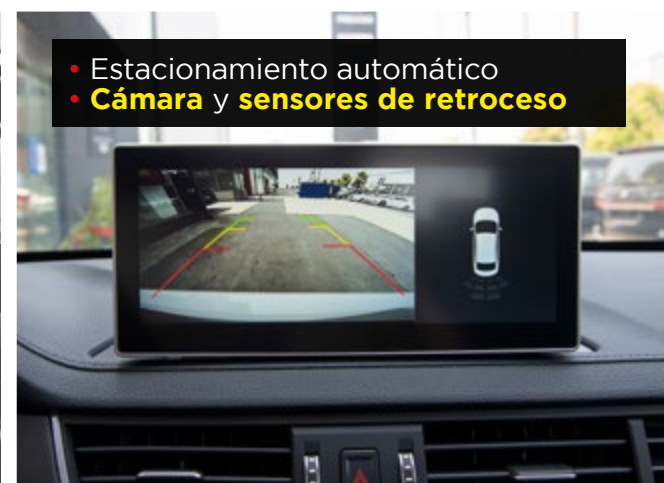 • Estacionamiento automático
• Cámara y sensores de retroceso